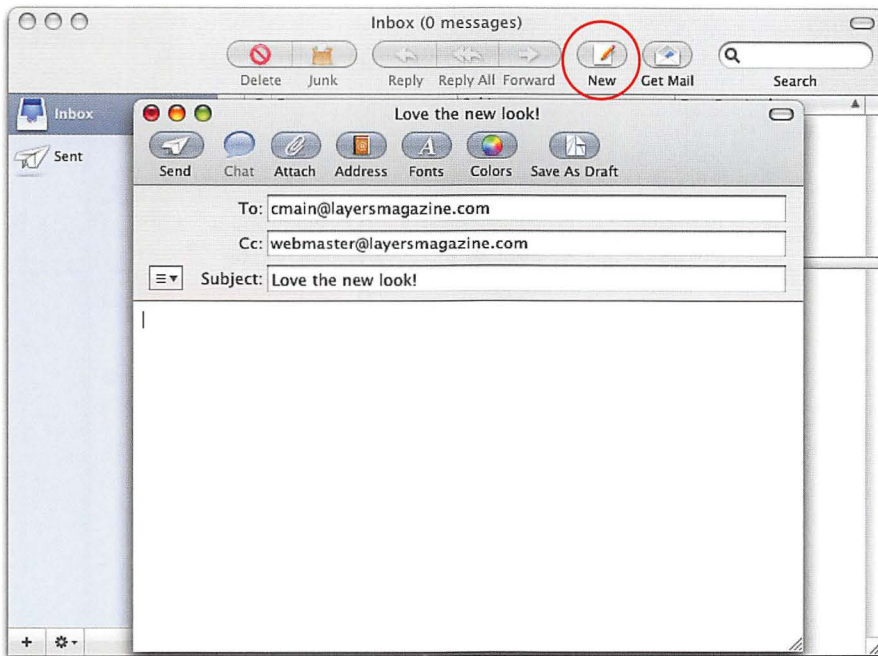 Inbox (0 messages)
Delete Junk Reply Reply All Forward New Get Mail Search
Inbox
Sent
Love the new look!
Send Chat Attach Address Fonts Colors Save As Draft
To: cmain@layersmagazine.com
Cc: webmaster@layersmagazine.com
Subject: Love the new look!